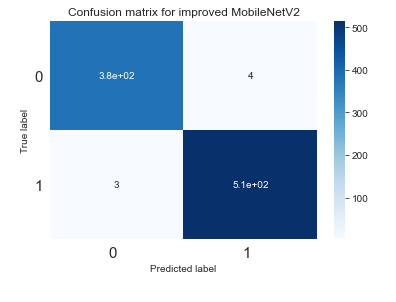 Confusion matrix for improved MobileNetV2
500
0
3.8e+02
4
400
True label
300
200
1
3
5.1e+02
100
0
1
Predicted label